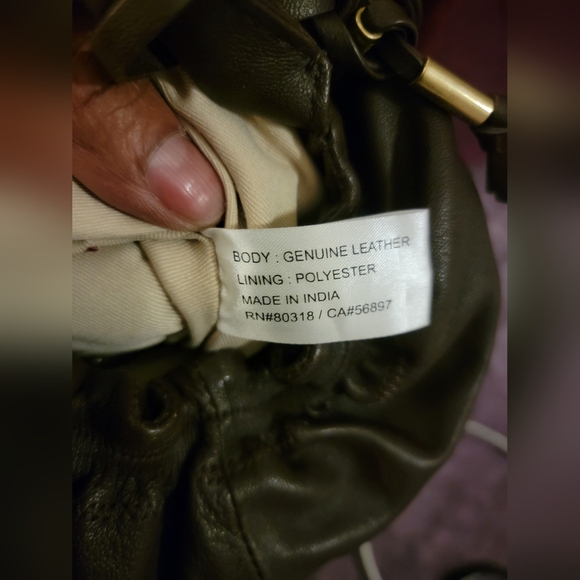 BODY : GENUINE LEATHER
LINING : POLYESTER
MADE IN INDIA
RN#80318 / CA#56897